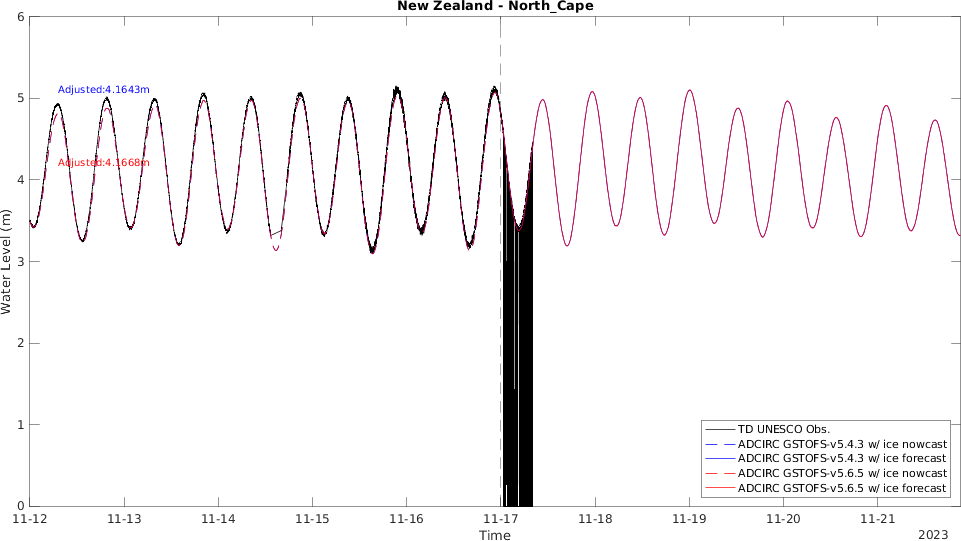 New Zealand - North_Cape
6
5
4
3
2
1
0
Water Level (m)
Adjusted:4.1643m
Adjusted:4.1668m
TD UNESCO Obs.
ADCIRC GSTOFS-v5.4.3 w/ ice nowcast
ADCIRC GSTOFS-v5.4.3 w/ ice forecast
ADCIRC GSTOFS-v5.6.5 w/ ice nowcast
ADCIRC GSTOFS-v5.6.5 w/ ice forecast
11-12 11-13 11-14 11-15 11-16 11-17 11-18 11-19 11-20 11-21
Time
2023